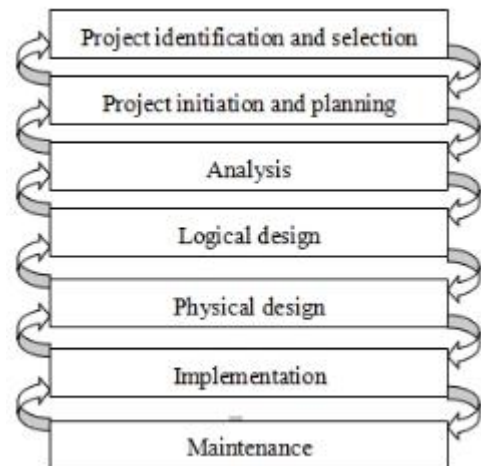 Project identification and selection
Project initiation and planning
Analysis
Logical design
Physical design
Implementation
Maintenance